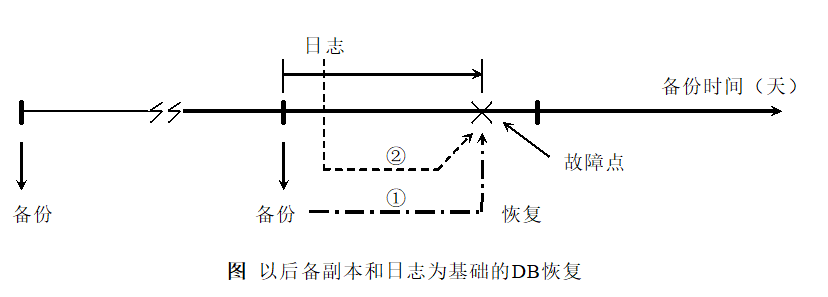 日志
备份时间（天）
②
故障点
①
备份
备份
恢复
图 以后备副本和日志为基础的DB恢复